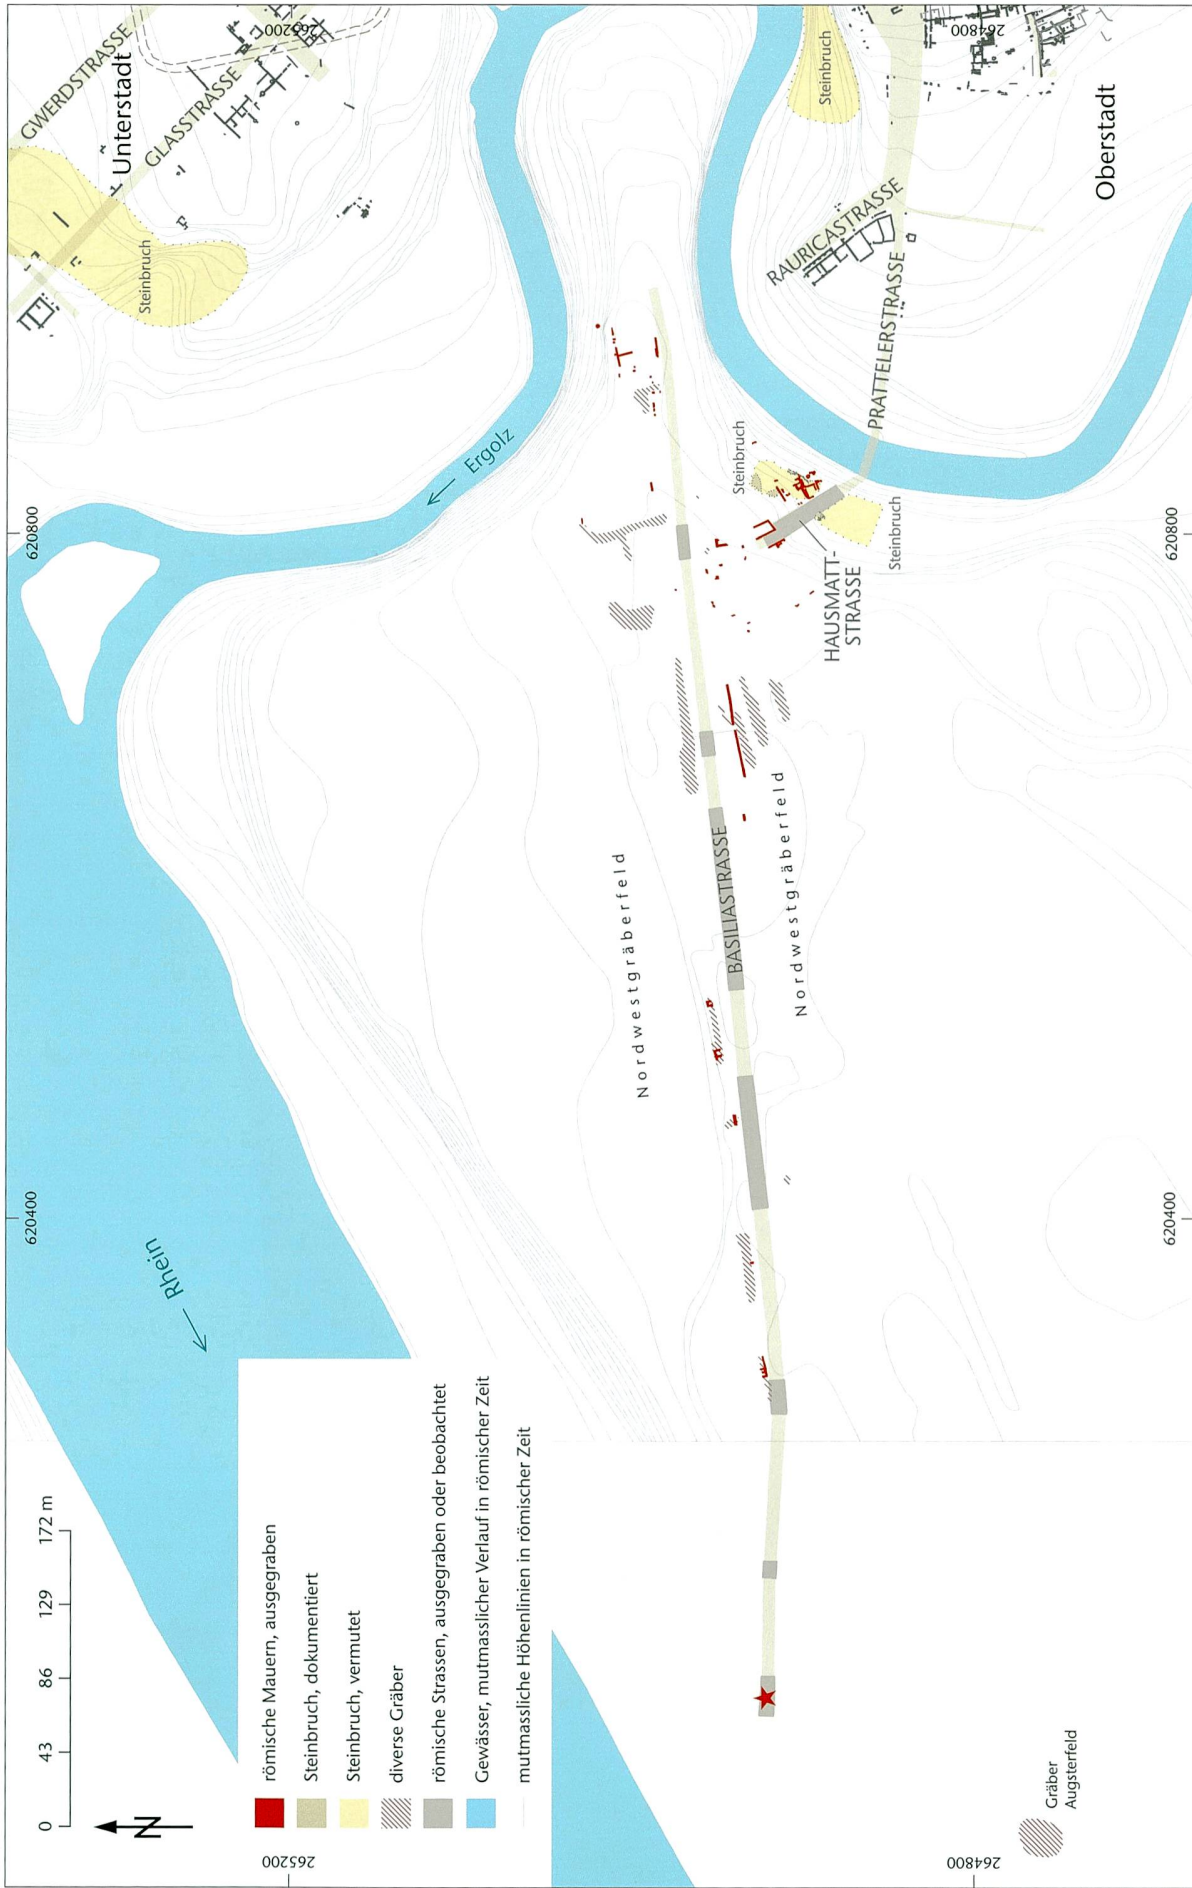 0 43 86 129 172 m
N
römische Mauern, ausgegraben
Steinbruch, dokumentiert
Steinbruch, vermutet
diverse Gräber
römische Strassen, ausgegraben oder beobachtet
Gewässer, mutmasslicher Verlauf in römischer Zeit
mutmassliche Höhenlinien in römischer Zeit
620400
620800
265200
265200
264800
264800
620400
620800
Rhein
Ergolz
GWERDSTRASSE
Unterstadt
GLASSTRASSE
Steinbruch
Nordwestgräberfeld
BASILIASTRASSE
Nordwestgräberfeld
Steinbruch
Steinbruch
HAUSMATT-
STRASSE
Steinbruch
RAURICASTRASSE
PRATTELERSTRASSE
Oberstadt
Gräber
Augsterfeld